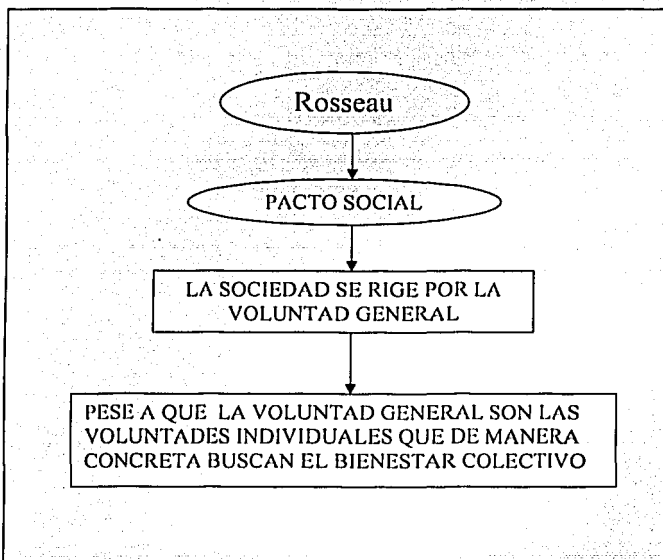 Rosseau
PACTO SOCIAL
LA SOCIEDAD SE RIGE POR LA
VOLUNTAD GENERAL
PESE A QUE LA VOLUNTAD GENERAL SON LAS
VOLUNTADES INDIVIDUALES QUE DE MANERA
CONCRETA BUSCAN EL BIENESTAR COLECTIVO